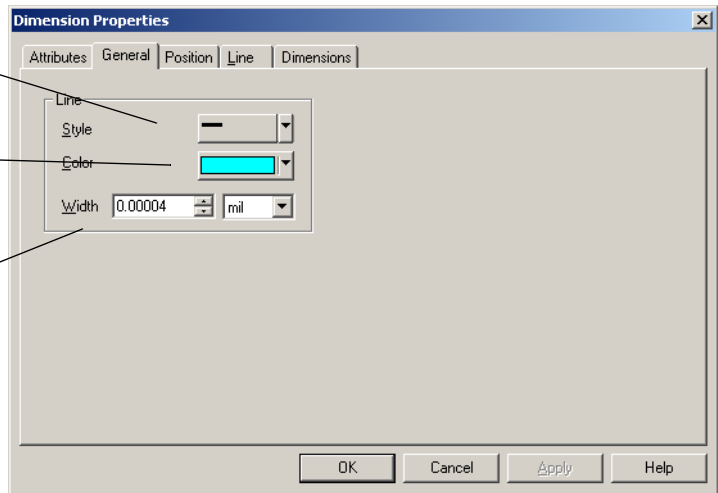 Dimension Properties
Attributes General Position Line Dimensions
Line
Style
Color
Width 0.00004 mil
OK Cancel Apply Help